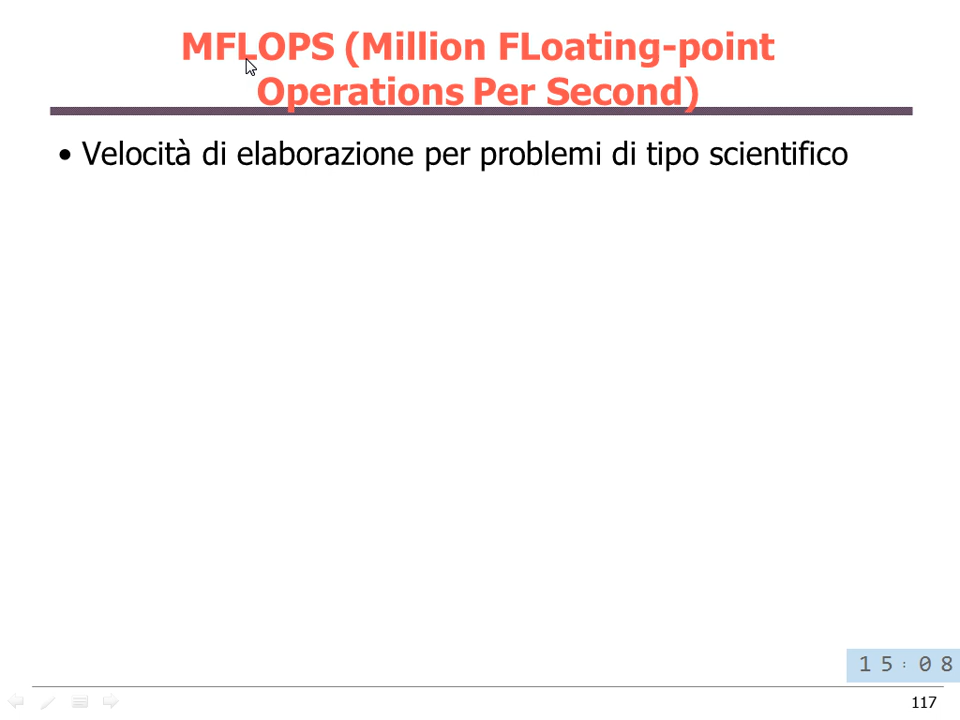 MFLOPS (Million FLoating-point
Operations Per Second)
• Velocità di elaborazione per problemi di tipo scientifico
15:08
117